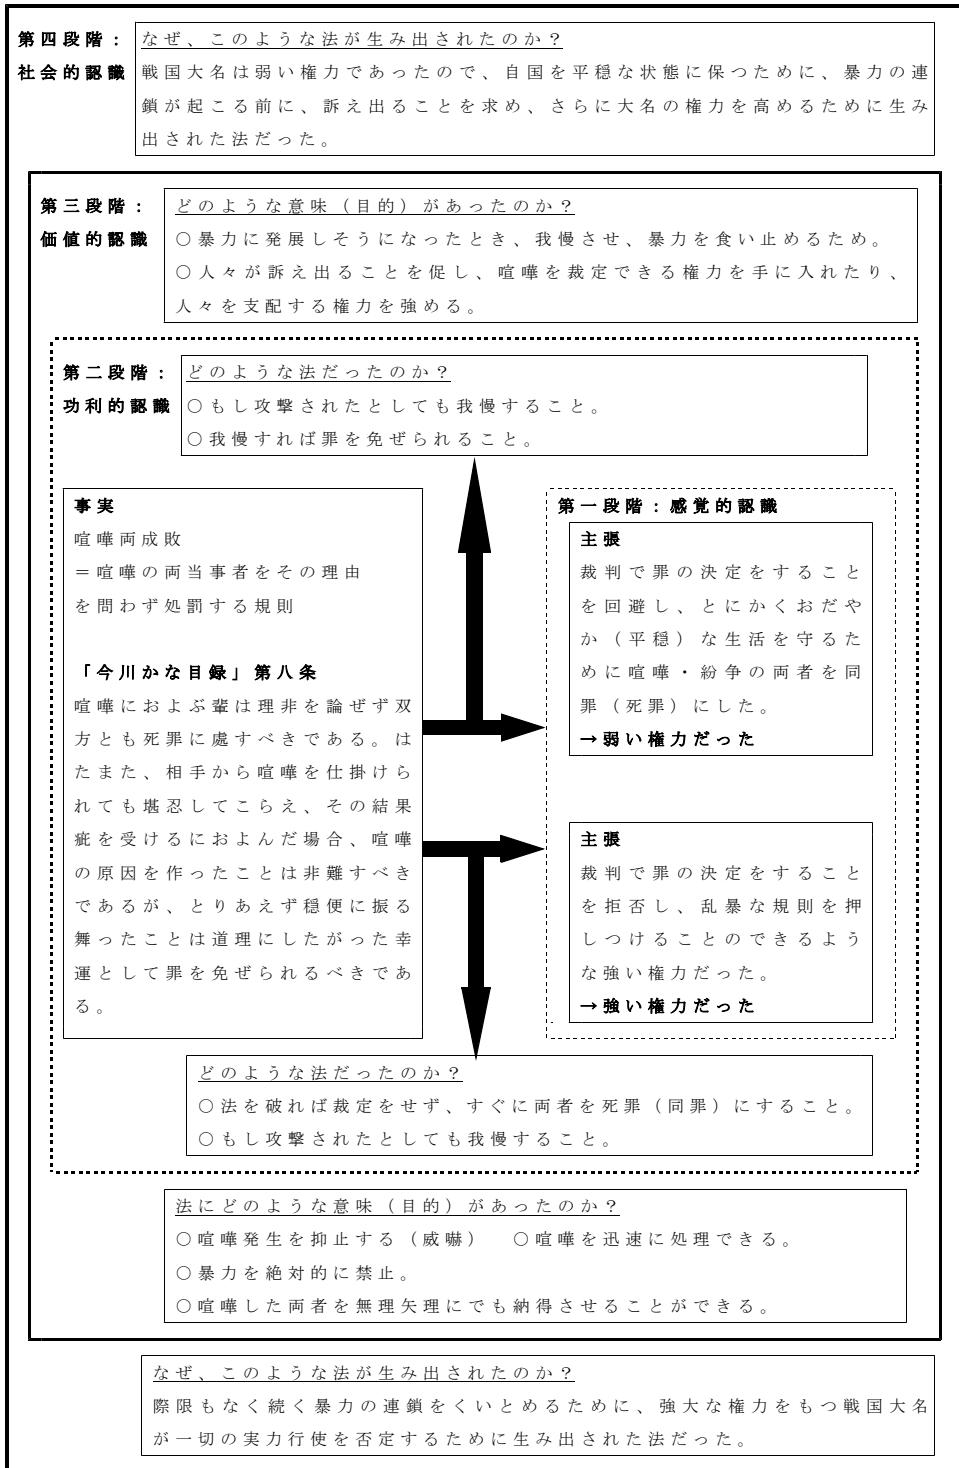 第四段階：
社会的認識
なぜ、このような法が生み出されたのか？
戦国大名は弱い権力であったので、自国を平穏な状態に保つために、暴力の連
鎖が起こる前に、訴え出ることを求め、さらに大名の権力を高めるために生み
出された法だった。
第三段階：
価値的認識
どのような意味（目的）があったのか？
○暴力に発展しそうになったとき、我慢させ、暴力を食い止めるため。
○人々が訴え出ることを促し、喧嘩を裁定できる権力を手に入れたり、
人々を支配する権力を強める。
第二段階：
功利的認識
どのような法だったのか？
○もし攻撃されたとしても我慢すること。
○我慢すれば罪を免ぜられること。
事実
喧嘩両成敗
＝喧嘩の両当事者をその理由
を問わず処罰する規則
「今川かな目録」第八条
喧嘩におよぶ輩は理非を論ぜず双
方とも死罪に處すべきである。は
たまた、相手から喧嘩を仕掛けら
れても堪忍してこらえ、その結果
疵を受けるにおよんだ場合、喧嘩
の原因を作ったことは非難すべき
であるが、とりあえず穏便に振る
舞ったことは道理にしたがった幸
運として罪を免ぜられるべきであ
る。
第一段階：感覚的認識
主張
裁判で罪の決定をすること
を回避し、とにかくおだや
か（平穏）な生活を守るた
めに喧嘩・紛争の両者を同
罪（死罪）にした。
→弱い権力だった
主張
裁判で罪の決定をすること
を拒否し、乱暴な規則を押
しつけることのできるよう
な強い権力だった。
→強い権力だった
どのような法だったのか？
○法を破れば裁定をせず、すぐに両者を死罪（同罪）にすること。
○もし攻撃されたとしても我慢すること。
法にどのような意味（目的）があったのか？
○喧嘩発生を抑止する（威嚇） ○喧嘩を迅速に処理できる。
○暴力を絶対的に禁止。
○喧嘩した両者を無理矢理にでも納得させることができる。
なぜ、このような法が生み出されたのか？
際限もなく続く暴力の連鎖をくいとめるために、強大な権力をもつ戦国大名
が一切の実力行使を否定するために生み出された法だった。